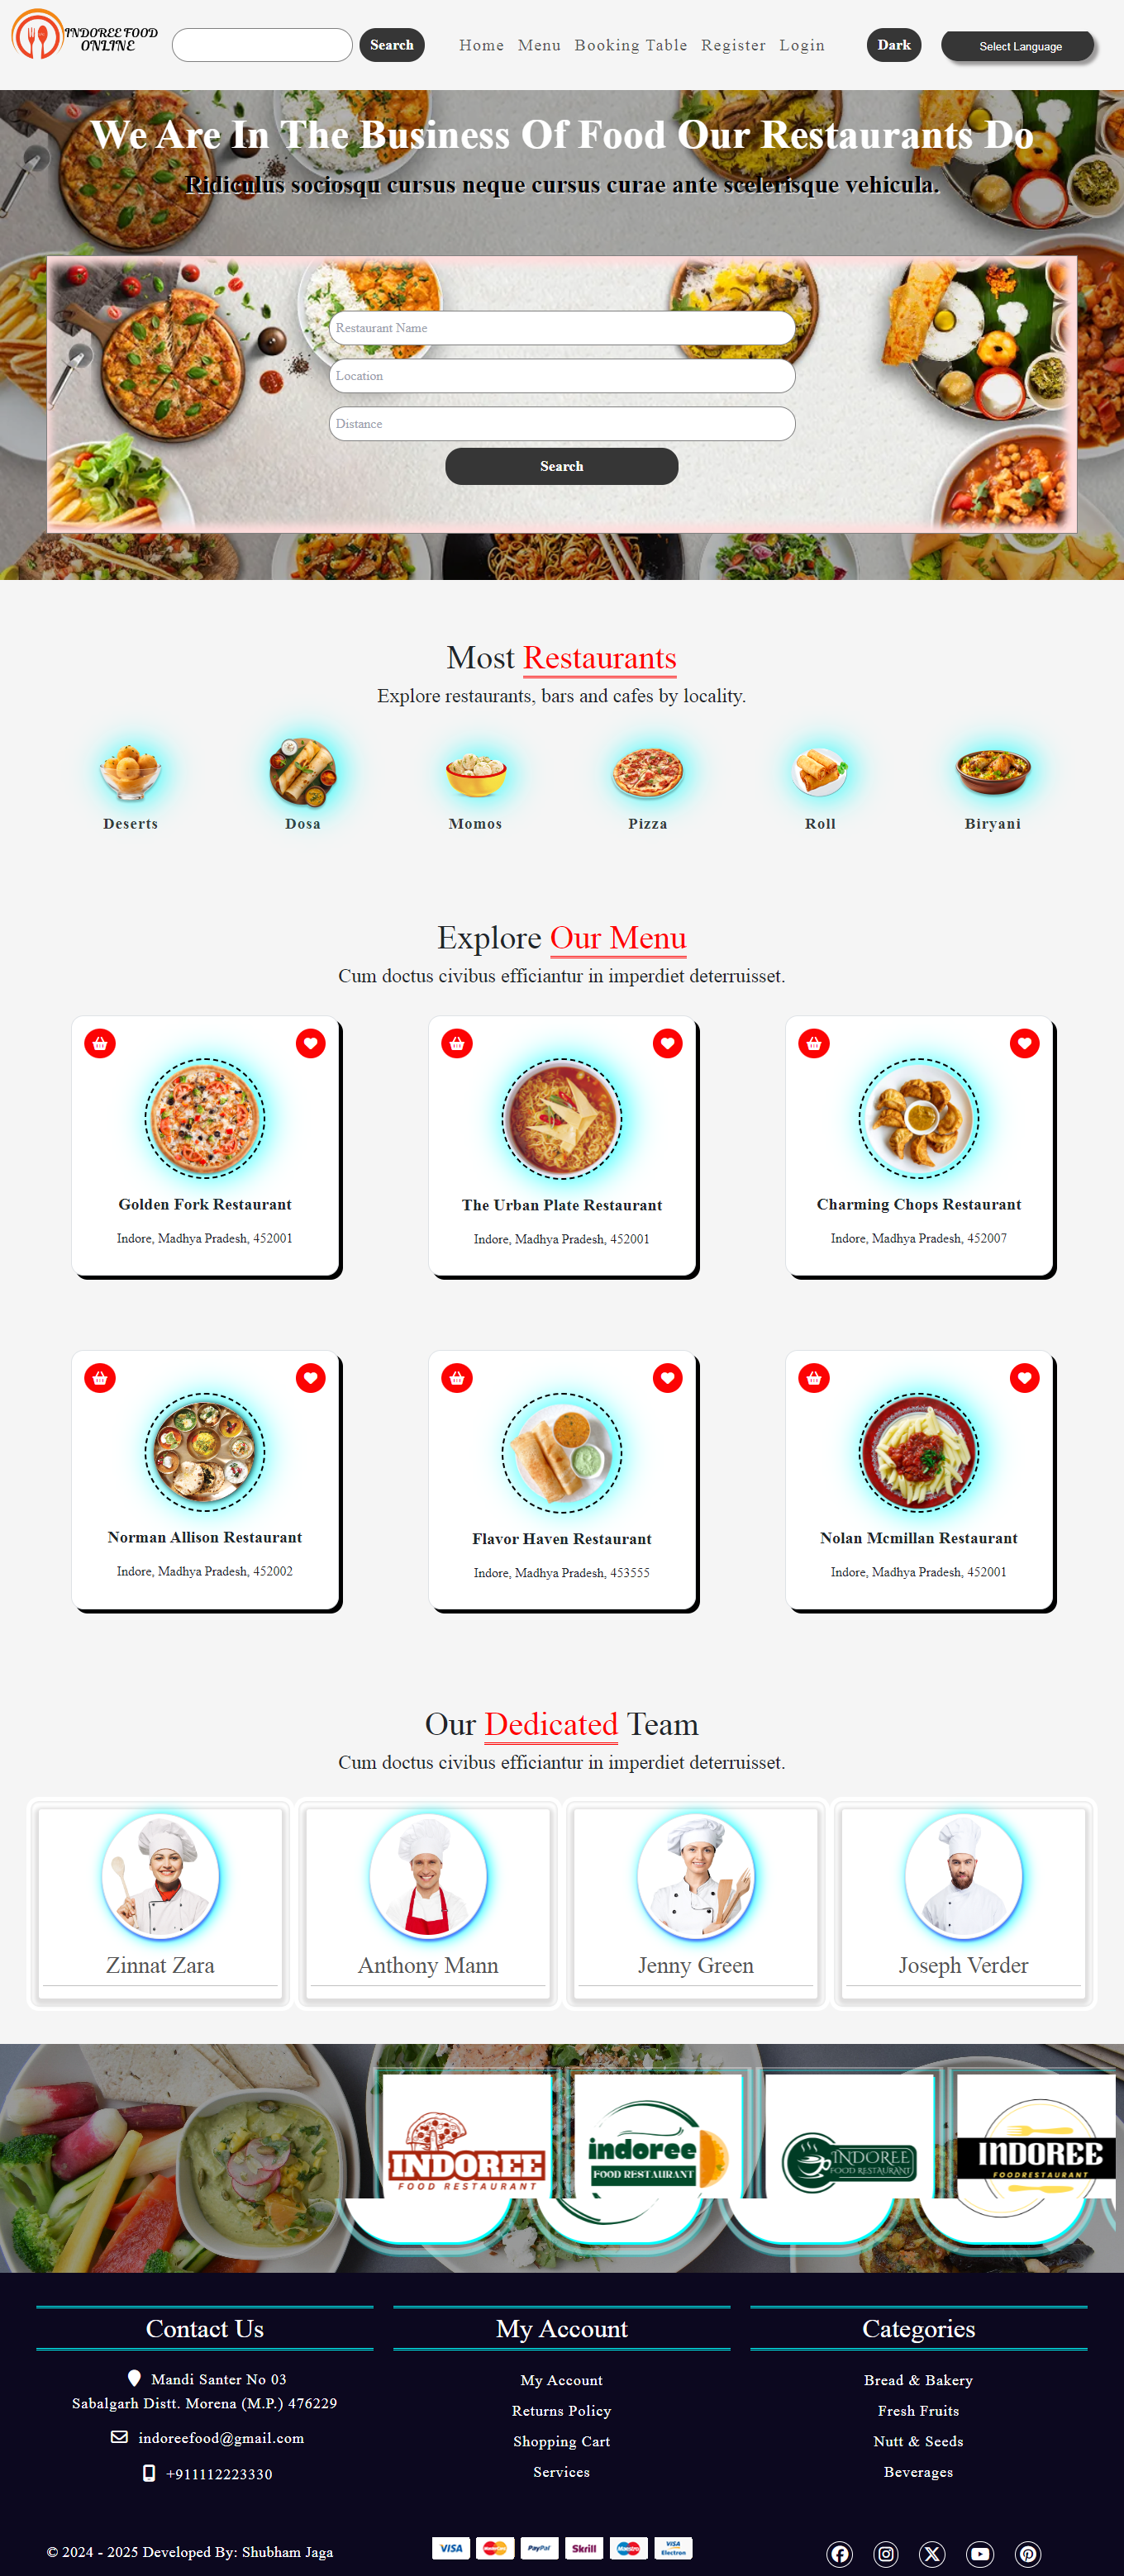 INDOREE FOOD
ONLINE
Search
Home Menu Booking Table Register Login
Dark
Select Language
We Are In The Business Of Food Our Restaurants Do
Ridiculus sociosqu cursus neque cursus curae ante scelerisque vehicula.
Restaurant Name
Location
Distance
Search
Most Restaurants
Explore restaurants, bars and cafes by locality.
Deserts Dosa Momos Pizza Roll Biryani
Explore Our Menu
Cum doctus civibus efficiantur in imperdiet deterruisset.
Golden Fork Restaurant
Indore, Madhya Pradesh, 452001
The Urban Plate Restaurant
Indore, Madhya Pradesh, 452001
Charming Chops Restaurant
Indore, Madhya Pradesh, 452007
Norman Allison Restaurant
Indore, Madhya Pradesh, 452002
Flavor Haven Restaurant
Indore, Madhya Pradesh, 453555
Nolan Mcmillan Restaurant
Indore, Madhya Pradesh, 452001
Our Dedicated Team
Cum doctus civibus efficiantur in imperdiet deterruisset.
Zinnat Zara
Anthony Mann
Jenny Green
Joseph Verder
INDOREE
FOOD RESTAURANT
indoree
FOOD RESTAURANT
INDOREE
FOOD RESTAURANT
INDOREE
FOODRESTAURANT
Contact Us
Mandi Santer No 03
Sabalgarh Distt. Morena (M.P.) 476229
indoreefood@gmail.com
+911112223330
My Account
My Account
Returns Policy
Shopping Cart
Services
Categories
Bread & Bakery
Fresh Fruits
Nutt & Seeds
Beverages
© 2024 - 2025 Developed By: Shubham Jaga
VISA MasterCard PayPal Skrill Maestro VISA Electron